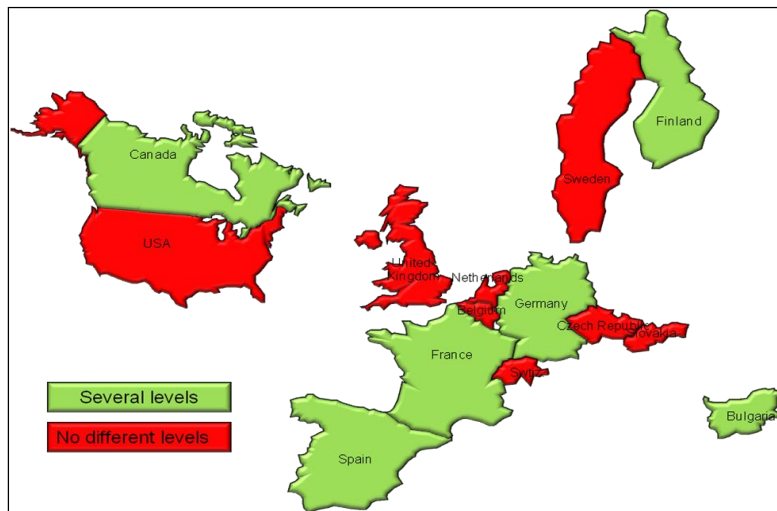 Finland
Canada
Sweden
USA
United
Kingdom
Netherlands
Belgium
Germany
Czech Republic
Slovakia
France
Switz
Several levels
Bulgaria
No different levels
Spain